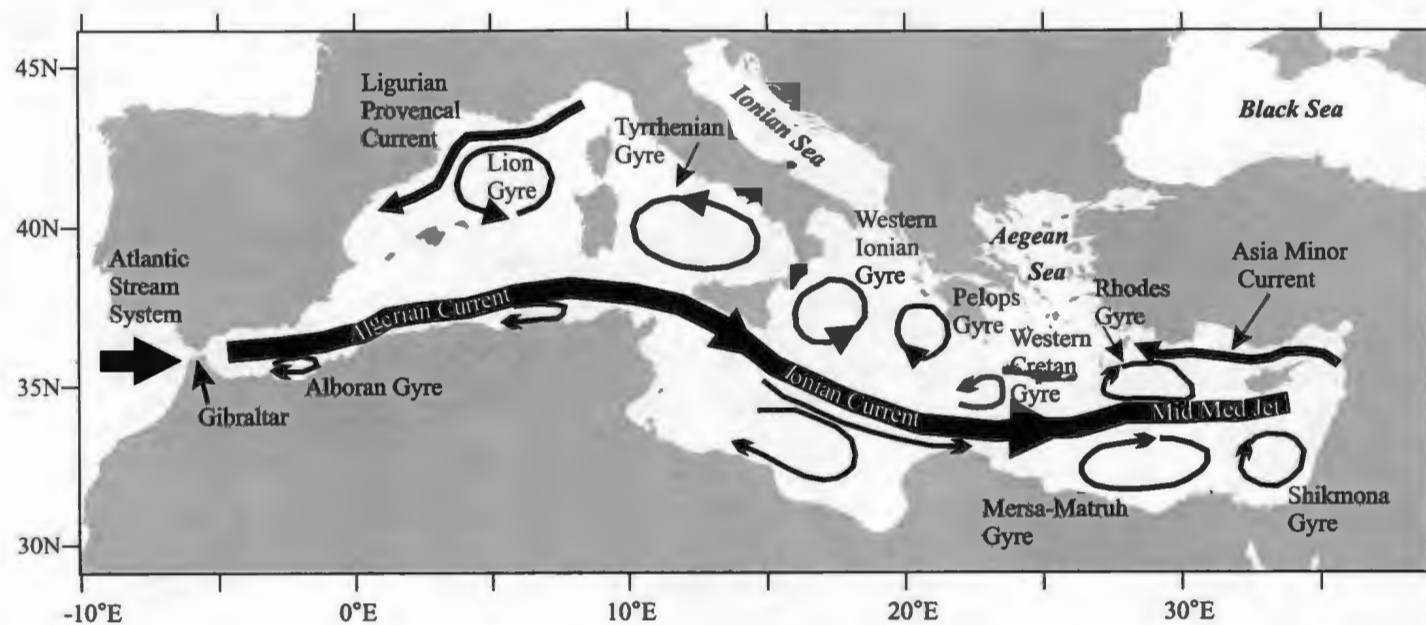 45N
40N
35N
30N
-10°E
0°E
10°E
20°E
30°E
Ligurian
Provencal
Current
Lion
Gyre
Tyrrhenian
Gyre
Ionian Sea
Black Sea
Western
Ionian
Gyre
Aegean
Sea
Asia Minor
Current
Atlantic
Stream
System
Algerian Current
Pelops
Gyre
Rhodes
Gyre
Western
Cretan
Gyre
Gibraltar
Alboran Gyre
Ionian Current
Mid Med Jet
Mersa-Matruh
Gyre
Shikmona
Gyre